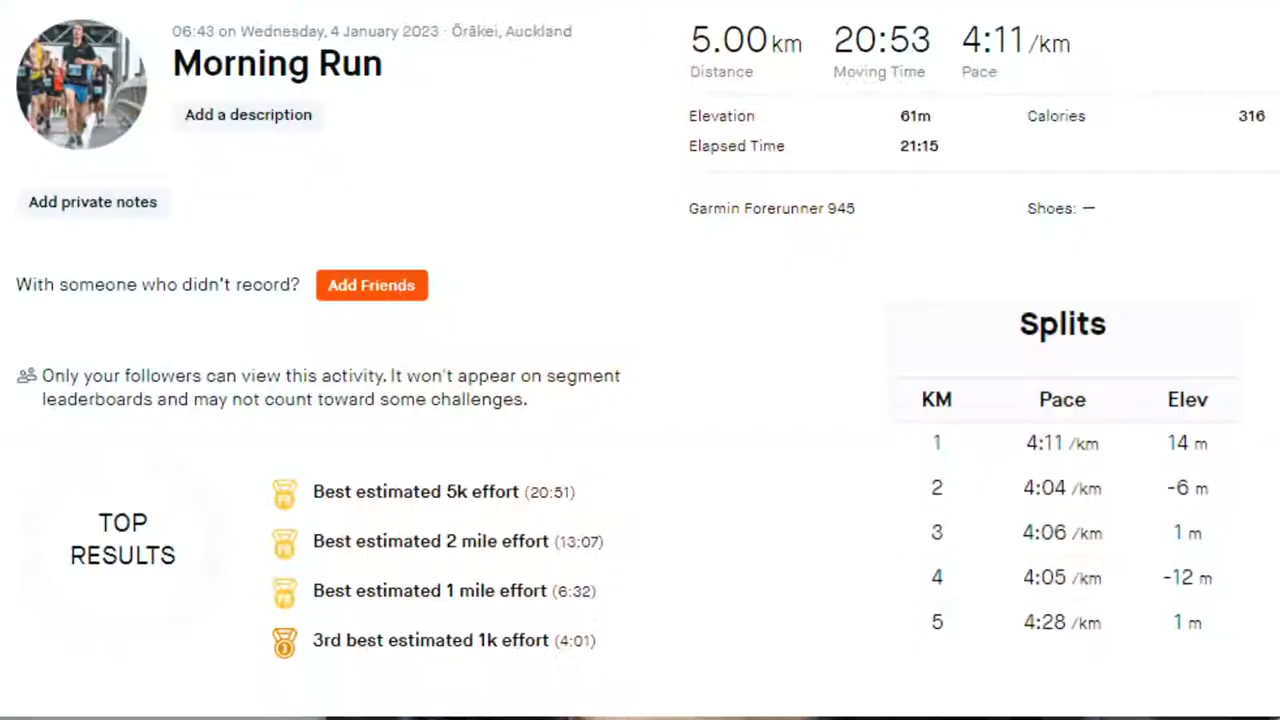 06:43 on Wednesday, 4 January 2023 · Ōrākei, Auckland
Morning Run
Add a description
Add private notes
With someone who didn't record? Add Friends
Only your followers can view this activity. It won't appear on segment
leaderboards and may not count toward some challenges.
TOP
RESULTS
Best estimated 5k effort (20:51)
Best estimated 2 mile effort (13:07)
Best estimated 1 mile effort (6:32)
3rd best estimated 1k effort (4:01)
5.00 km 20:53 4:11 /km
Distance Moving Time Pace
Elevation 61m Calories 316
Elapsed Time 21:15
Garmin Forerunner 945 Shoes: —
Splits
KM Pace Elev
1 4:11 /km 14 m
2 4:04 /km -6 m
3 4:06 /km 1 m
4 4:05 /km -12 m
5 4:28 /km 1 m